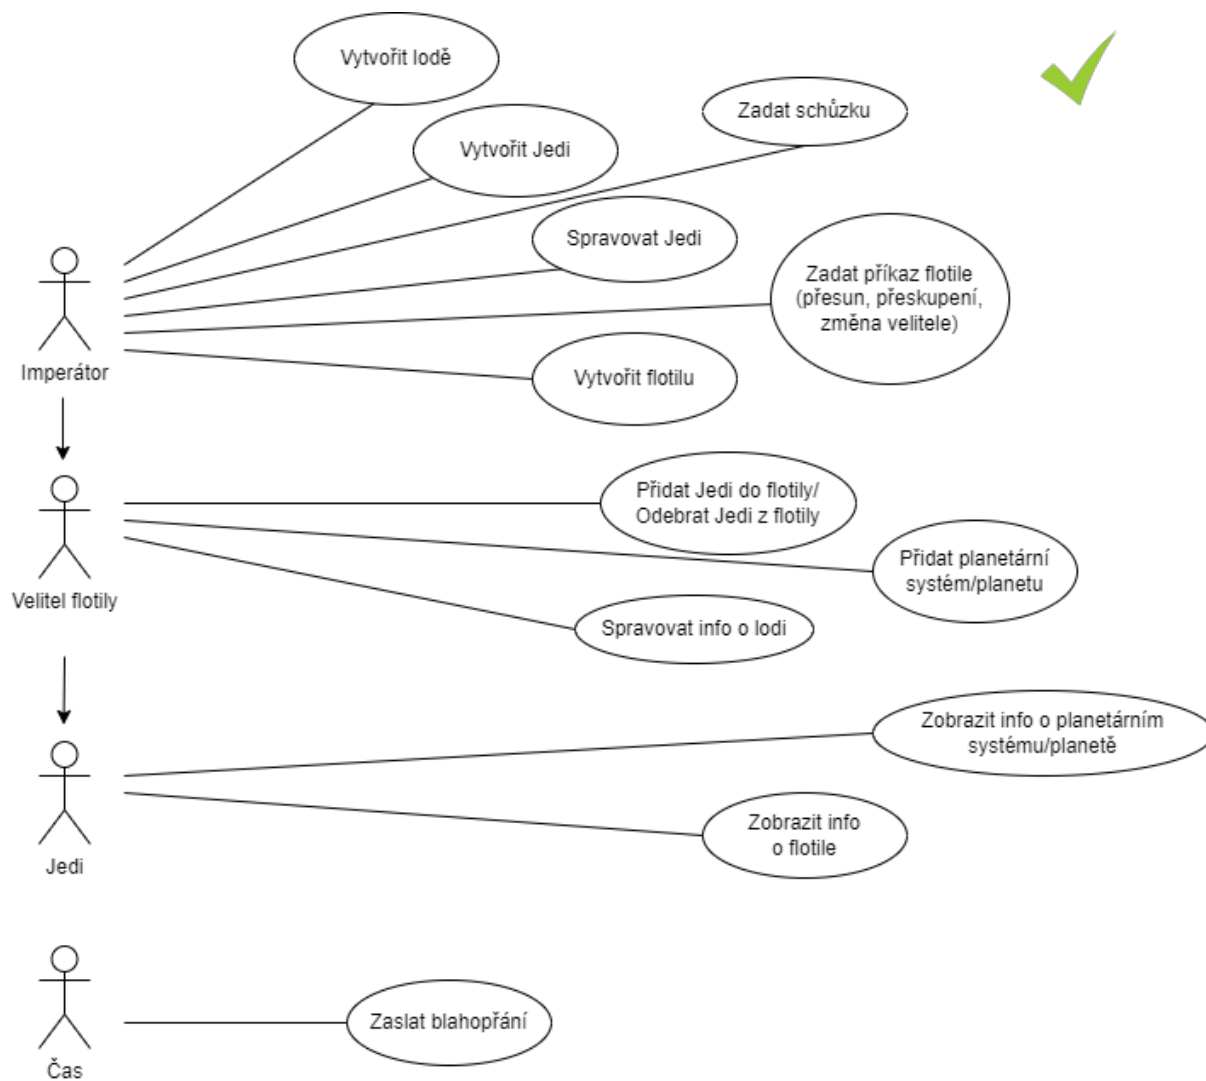 Vytvořit lodě
Zadat schůzku
Vytvořit Jedi
Spravovat Jedi
Zadat příkaz flotile
(přesun, přeskupení,
změna velitele)
Imperátor
Vytvořit flotilu
Přidat Jedi do flotily/
Odebrat Jedi z flotily
Přidat planetární
systém/planetu
Velitel flotily
Spravovat info o lodi
Zobrazit info o planetárním
systému/planetě
Zobrazit info
o flotile
Jedi
Zaslat blahopřání
Čas